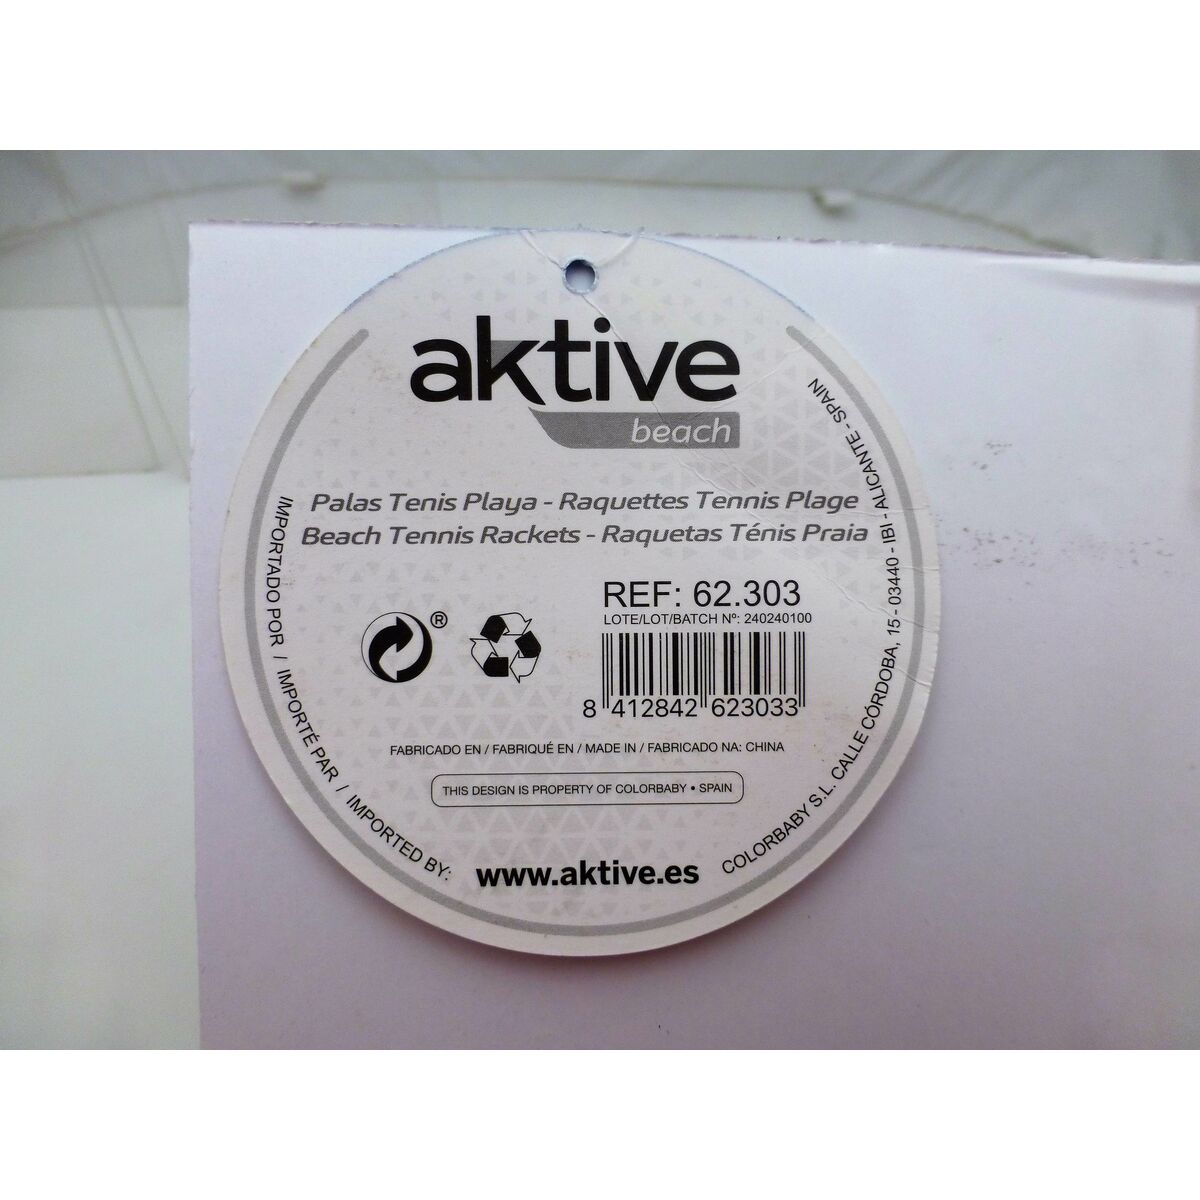 aktive
beach
Palas Tenis Playa - Raquettes Tennis Plage
Beach Tennis Rackets - Raquetas Ténis Praia
REF: 62.303
LOTE/LOT/BATCH Nº: 240240100
®
8 412842 623033
FABRICADO EN / FABRIQUÉ EN / MADE IN / FABRICADO NA: CHINA
THIS DESIGN IS PROPERTY OF COLORBABY • SPAIN
www.aktive.es
IMPORTADO POR / IMPORTÉ PAR / IMPORTED BY:
COLORBABY S.L. CALLE CÓRDOBA, 15 - 03440 - IBI - ALICANTE - SPAIN